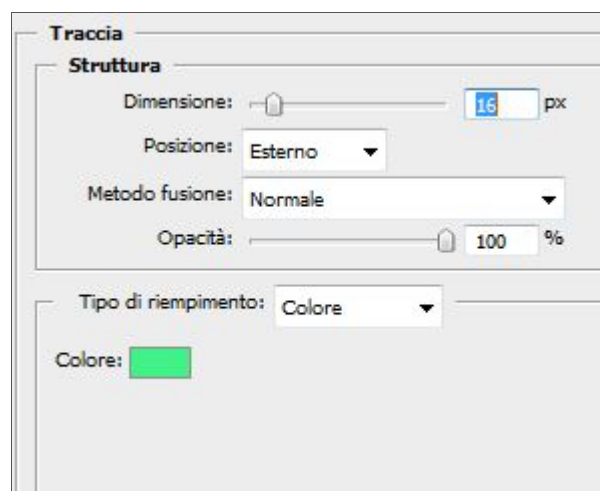 Traccia
Struttura
Dimensione: 16 px
Posizione: Esterno
Metodo fusione: Normale
Opacità: 100 %
Tipo di riempimento: Colore
Colore: